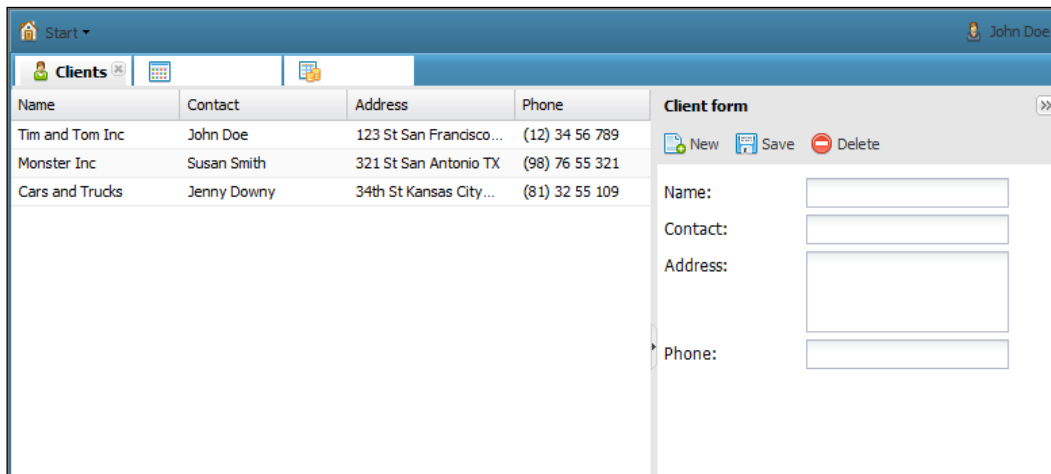 Start John Doe
Clients
Name Contact Address Phone
Tim and Tom Inc John Doe 123 St San Francisco... (12) 34 56 789
Monster Inc Susan Smith 321 St San Antonio TX (98) 76 55 321
Cars and Trucks Jenny Downy 34th St Kansas City... (81) 32 55 109
Client form
New Save Delete
Name:
Contact:
Address:
Phone: